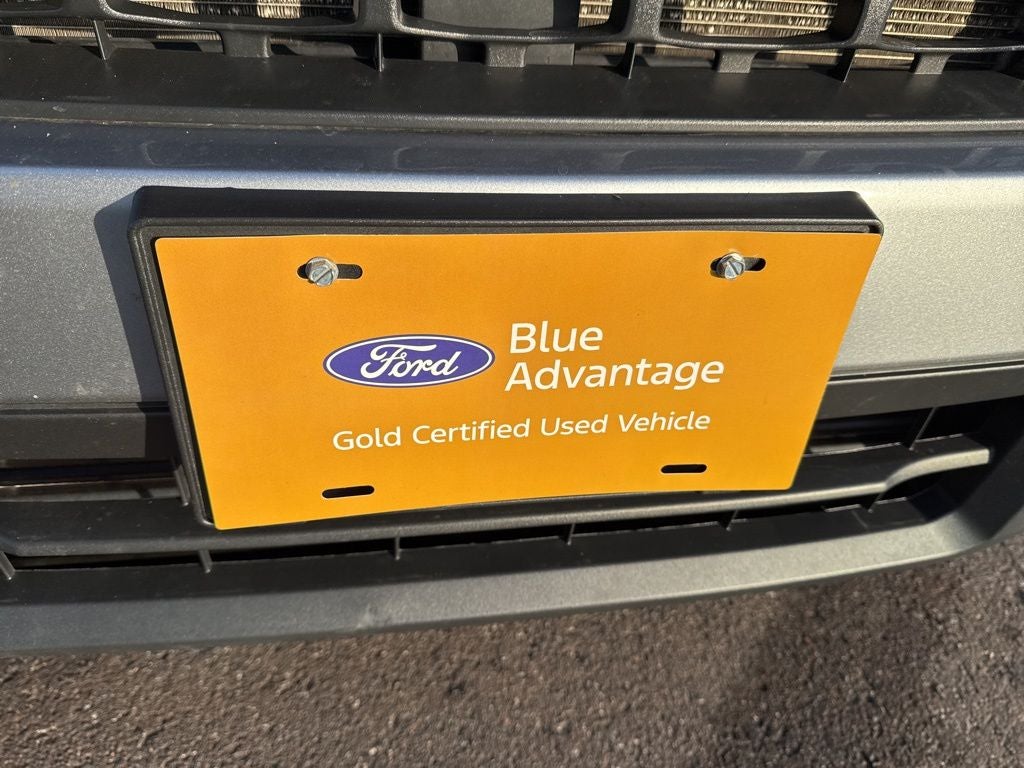 Ford
Blue
Advantage
Gold Certified Used Vehicle